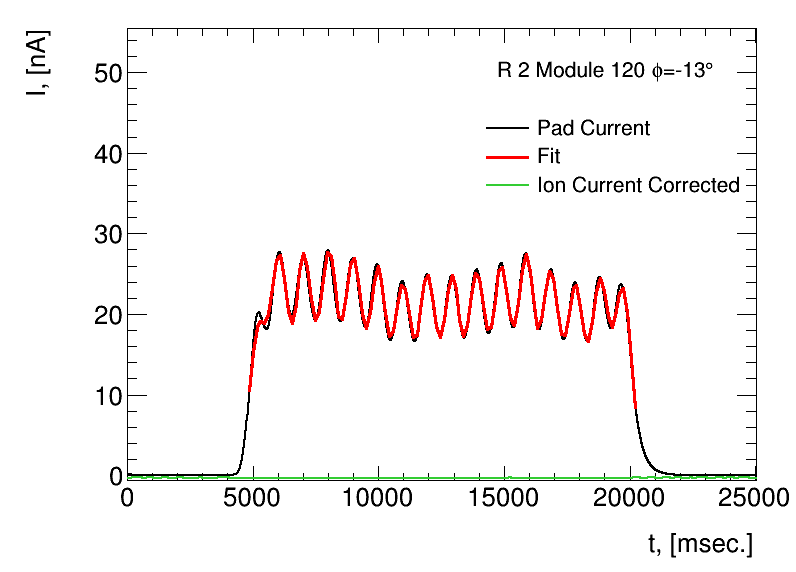 I, [nA]
R 2 Module 120 ϕ=-13°
Pad Current
Fit
Ion Current Corrected
50
40
30
20
10
0
0 5000 10000 15000 20000 25000
t, [msec.]